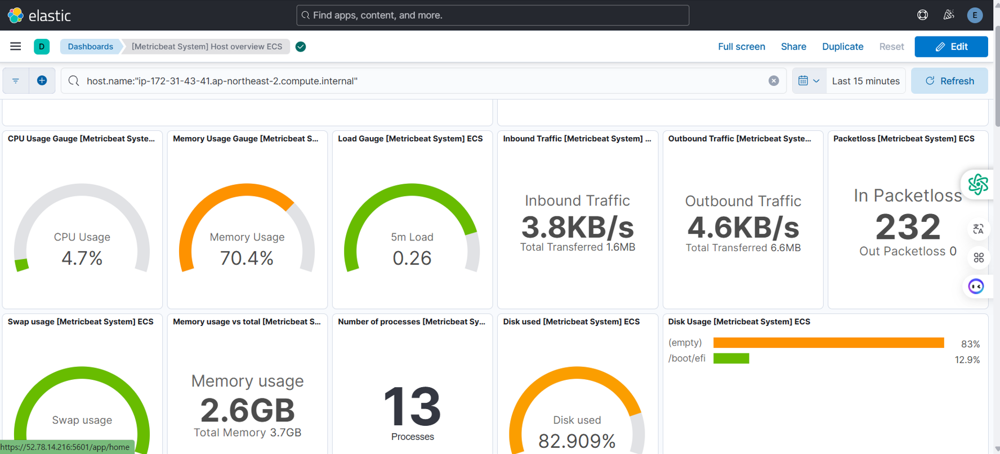 elastic
Find apps, content, and more.
E
D
Dashboards
[Metricbeat System] Host overview ECS
Full screen
Share
Duplicate
Reset
Edit
host.name:"ip-172-31-43-41.ap-northeast-2.compute.internal"
Last 15 minutes
Refresh
CPU Usage Gauge [Metricbeat Syste...
CPU Usage
4.7%
Memory Usage Gauge [Metricbeat S...
Memory Usage
70.4%
Load Gauge [Metricbeat System] ECS
5m Load
0.26
Inbound Traffic [Metricbeat System] ...
Inbound Traffic
3.8KB/s
Total Transferred 1.6MB
Outbound Traffic [Metricbeat Syste...
Outbound Traffic
4.6KB/s
Total Transferred 6.6MB
Packetloss [Metricbeat System] ECS
In Packetloss
232
Out Packetloss 0
Swap usage [Metricbeat System] ECS
Swap usage
Memory usage vs total [Metricbeat S...
Memory usage
2.6GB
Total Memory 3.7GB
Number of processes [Metricbeat Sy...
13
Processes
Disk used [Metricbeat System] ECS
Disk used
82.909%
Disk Usage [Metricbeat System] ECS
(empty)
83%
/boot/efi
12.9%
https://52.78.14.216:5601/app/home